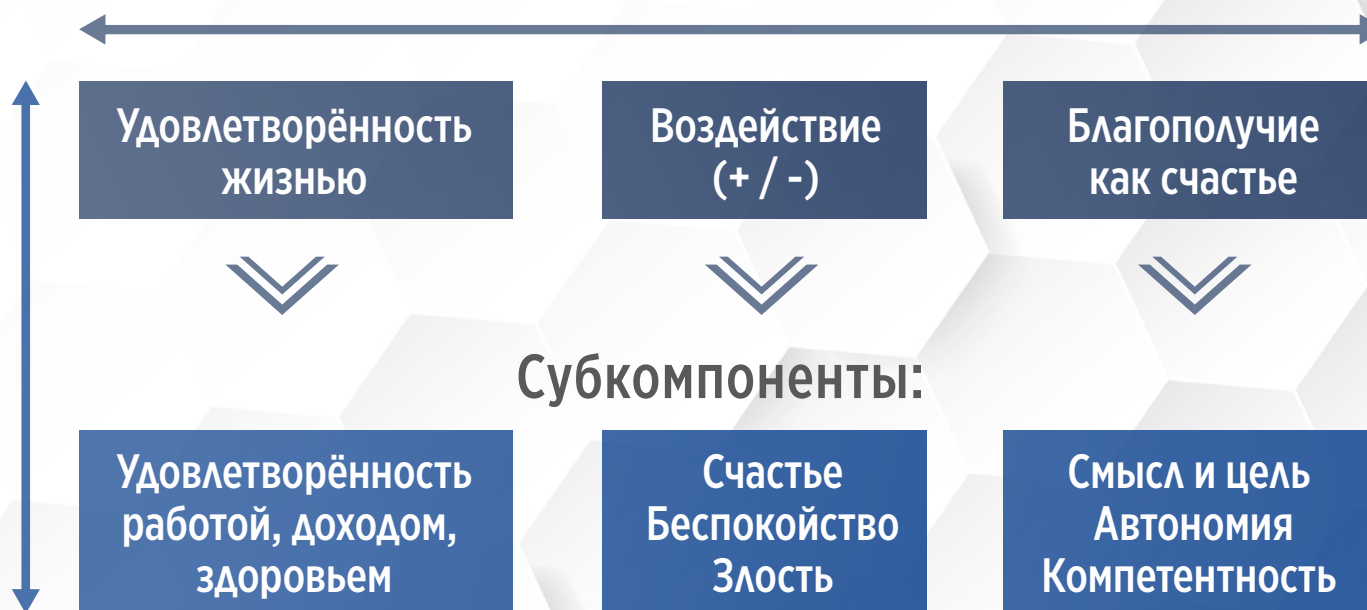 Удовлетворённость
жизнью
Воздействие
(+ / -)
Благополучие
как счастье
Субкомпоненты:
Удовлетворённость
работой, доходом,
здоровьем
Счастье
Беспокойство
Злость
Смысл и цель
Автономия
Компетентность